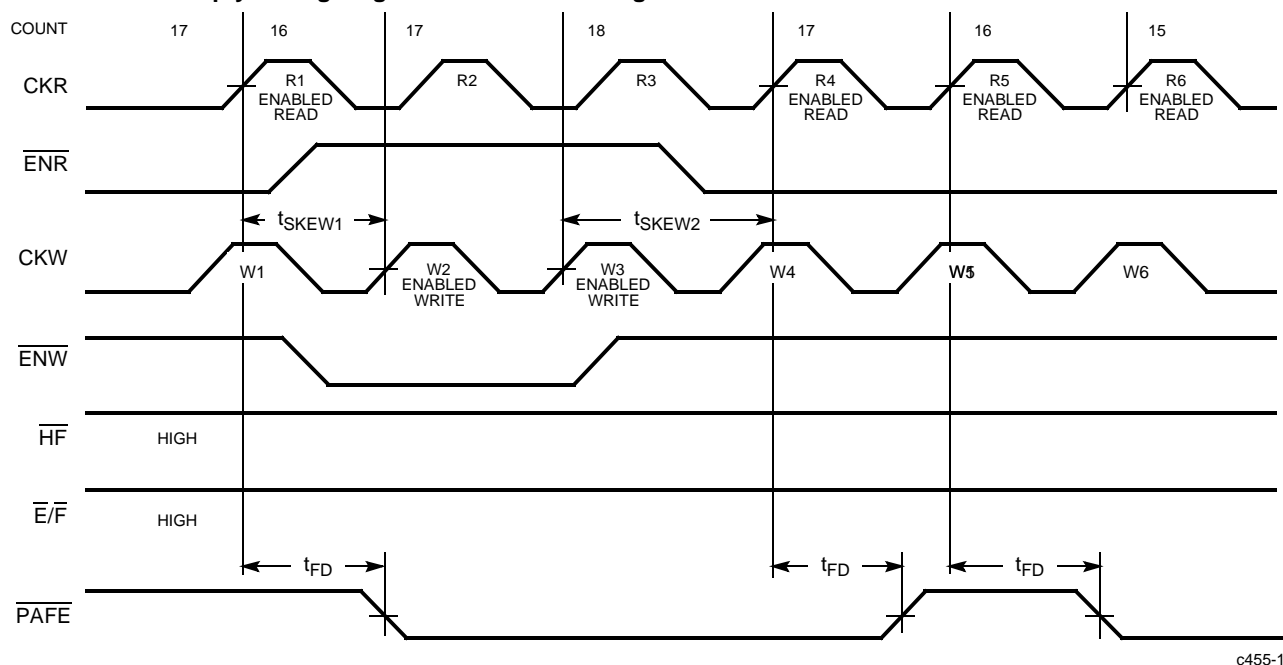 COUNT 17 16 17 18 17 16 15
CKR R1 R2 R3 R4 R5 R6
ENABLED ENABLED ENABLED ENABLED
READ READ READ READ
ENR
tSKEW1 tSKEW2
CKW W1 W2 W3 W4 W5 W6
ENABLED ENABLED
WRITE WRITE
ENW
HF HIGH
E/F HIGH
tFD tFD tFD
PAFE
c455-1